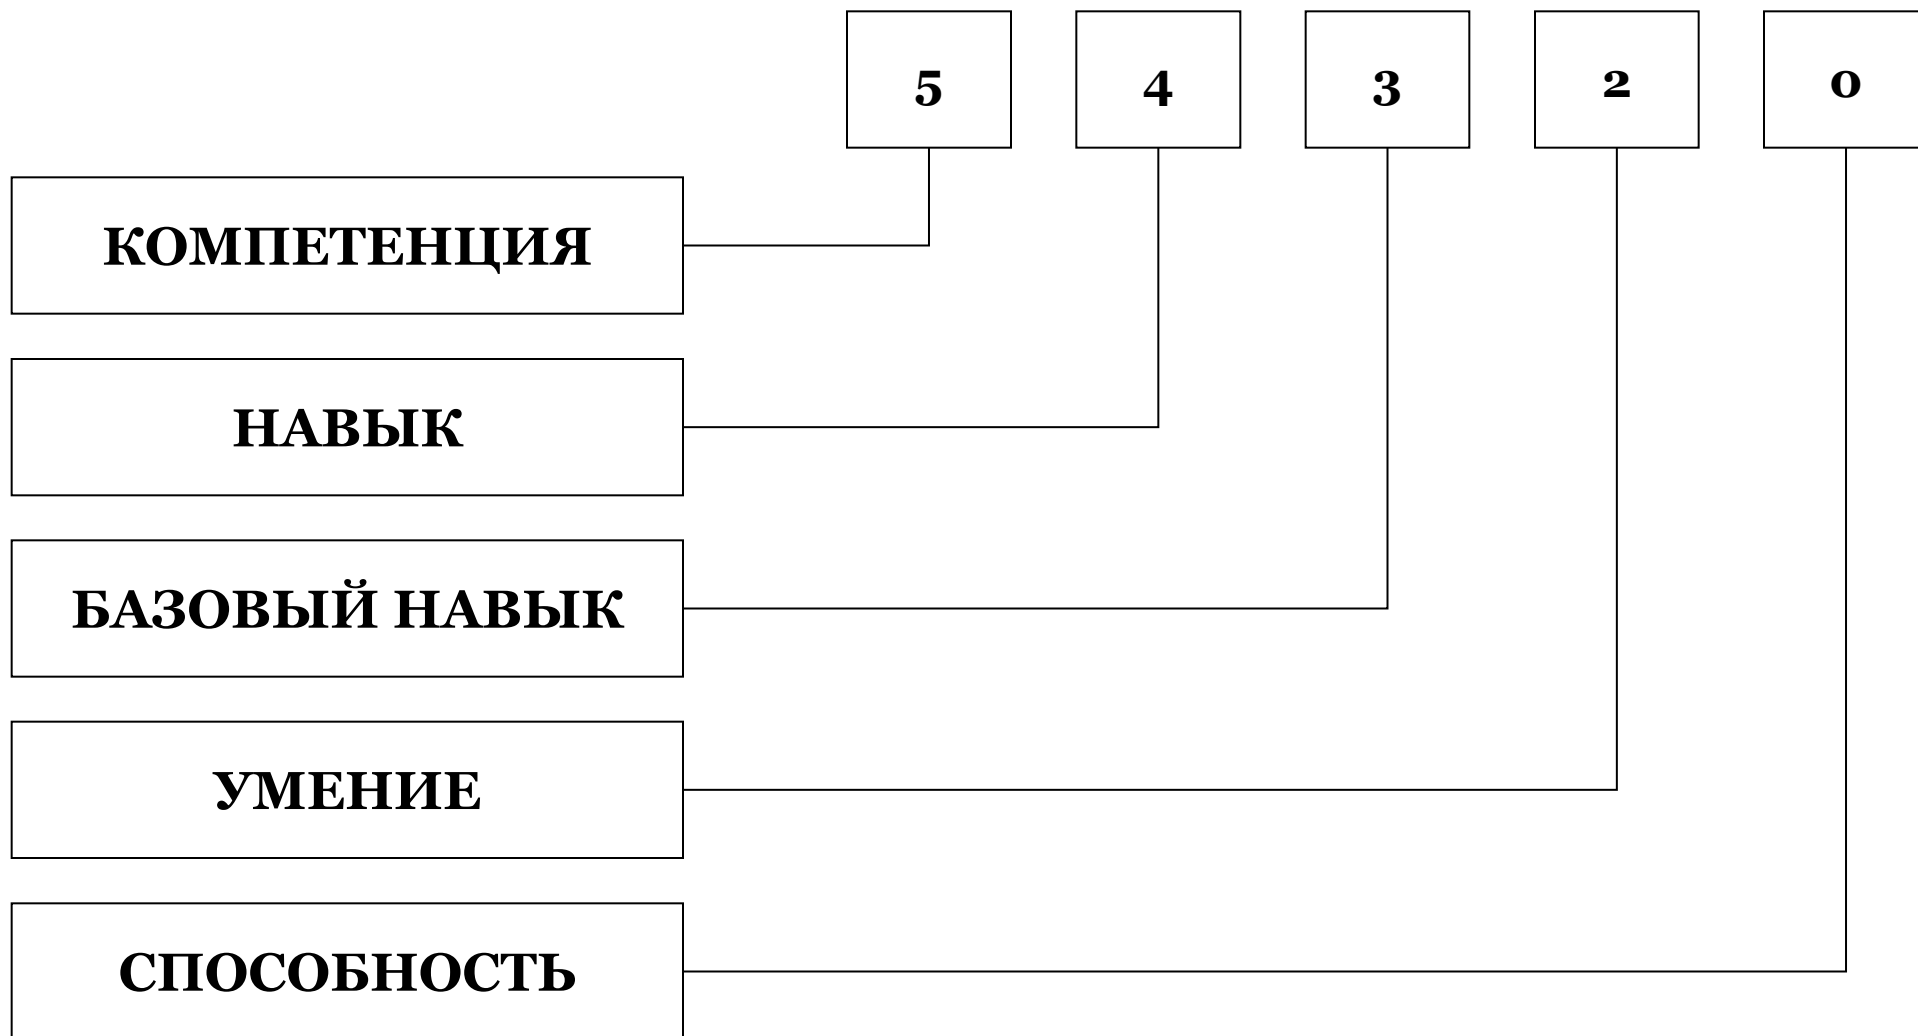 5 4 3 2 0
КОМПЕТЕНЦИЯ
НАВЫК
БАЗОВЫЙ НАВЫК
УМЕНИЕ
СПОСОБНОСТЬ